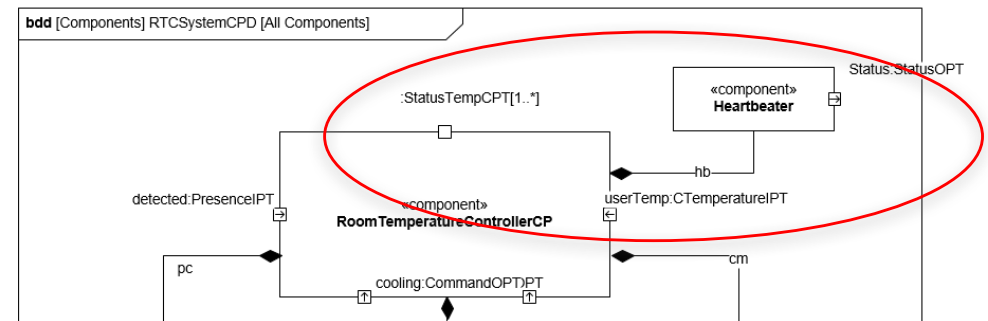 bdd [Components] RTCSystemCPD [All Components]
Status:StatusOPT
«component»
Heartbeater
:StatusTempCPT[1..*]
hb
detected:PresenceIPT
userTemp:CTemperatureIPT
«component»
RoomTemperatureControllerCP
pc
cm
cooling:CommandOPT
PT